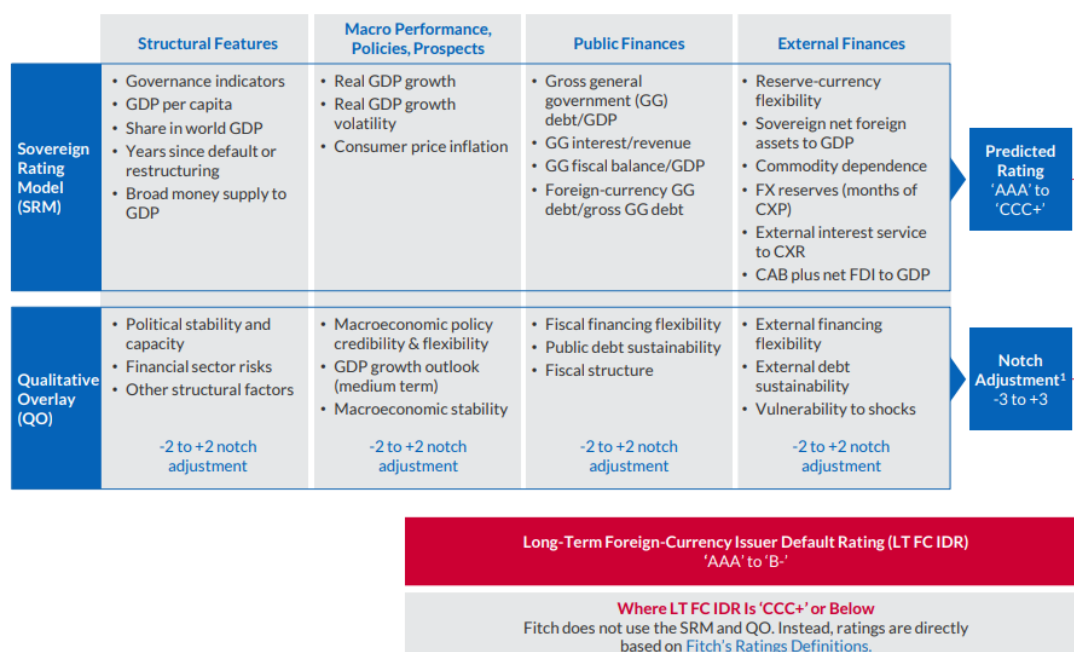 Structural Features
Macro Performance,
Policies, Prospects
Public Finances
External Finances
Sovereign
Rating
Model
(SRM)
• Governance indicators
• GDP per capita
• Share in world GDP
• Years since default or
restructuring
• Broad money supply to
GDP
• Real GDP growth
• Real GDP growth
volatility
• Consumer price inflation
• Gross general
government (GG)
debt/GDP
• GG interest/revenue
• GG fiscal balance/GDP
• Foreign-currency GG
debt/gross GG debt
• Reserve-currency
flexibility
• Sovereign net foreign
assets to GDP
• Commodity dependence
• FX reserves (months of
CXP)
• External interest service
to CXR
• CAB plus net FDI to GDP
Predicted
Rating
‘AAA’ to
‘CCC+’
Qualitative
Overlay
(QO)
• Political stability and
capacity
• Financial sector risks
• Other structural factors
-2 to +2 notch
adjustment
• Macroeconomic policy
credibility & flexibility
• GDP growth outlook
(medium term)
• Macroeconomic stability
-2 to +2 notch
adjustment
• Fiscal financing flexibility
• Public debt sustainability
• Fiscal structure
-2 to +2 notch
adjustment
• External financing
flexibility
• External debt
sustainability
• Vulnerability to shocks
-2 to +2 notch
adjustment
Notch
Adjustment¹
-3 to +3
Long-Term Foreign-Currency Issuer Default Rating (LT FC IDR)
‘AAA’ to ‘B-’
Where LT FC IDR Is ‘CCC+’ or Below
Fitch does not use the SRM and QO. Instead, ratings are directly
based on Fitch’s Ratings Definitions.